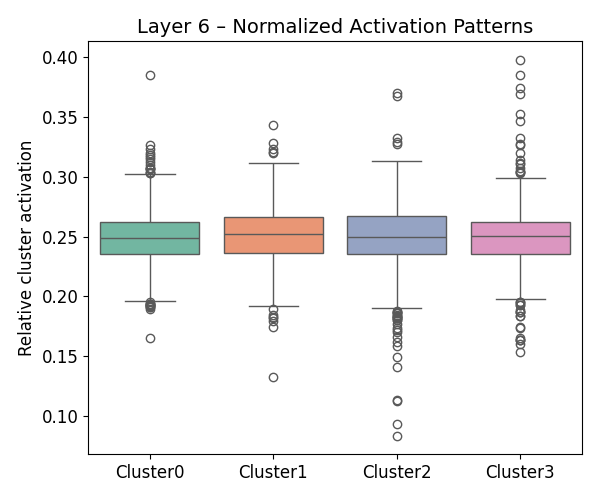 Layer 6 – Normalized Activation Patterns
Relative cluster activation
0.40
0.35
0.30
0.25
0.20
0.15
0.10
Cluster0 Cluster1 Cluster2 Cluster3